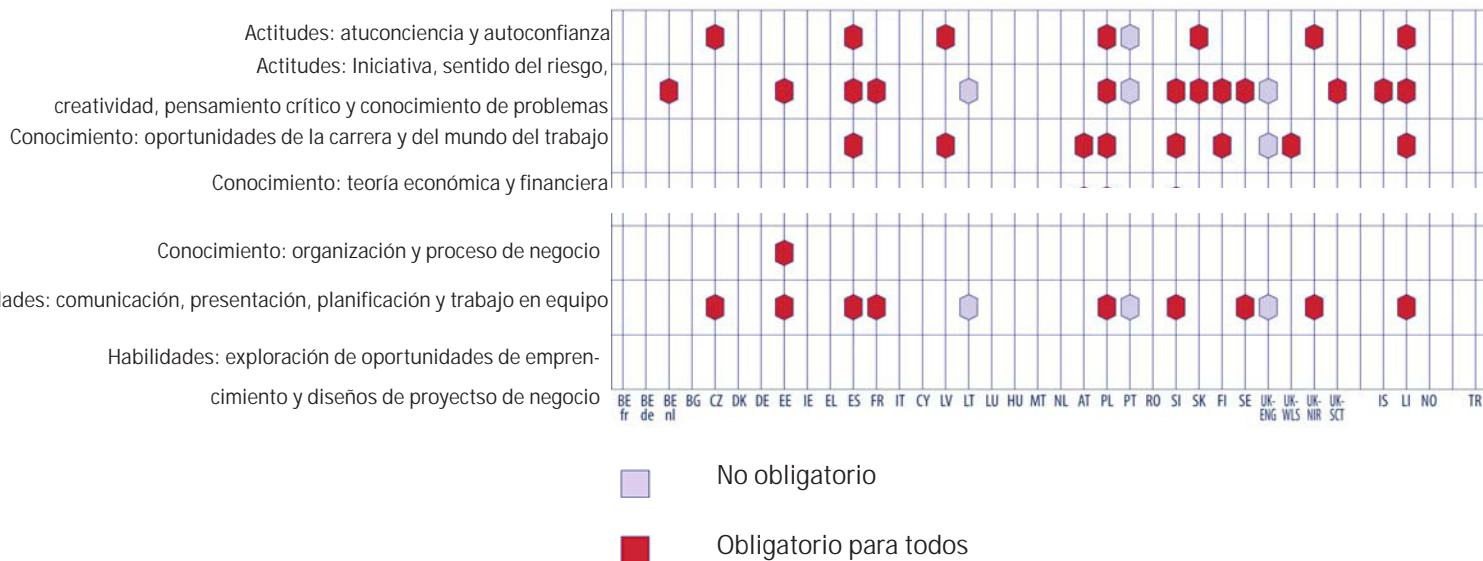 Actitudes: atuconciencia y autoconfianza
Actitudes: Iniciativa, sentido del riesgo,
creatividad, pensamiento crítico y conocimiento de problemas
Conocimiento: oportunidades de la carrera y del mundo del trabajo
Conocimiento: teoría económica y financiera
Conocimiento: organización y proceso de negocio
dades: comunicación, presentación, planificación y trabajo en equipo
Habilidades: exploración de oportunidades de empren-
cimiento y diseños de proyectso de negocio
BE fr BE de BE nl BG CZ DK DE EE IE EL ES FR IT CY LV LT LU HU MT NL AT PL PT RO SI SK FI SE UK-ENG UK-WLS UK-NIR UK-SCT IS LI NO TR
No obligatorio
Obligatorio para todos